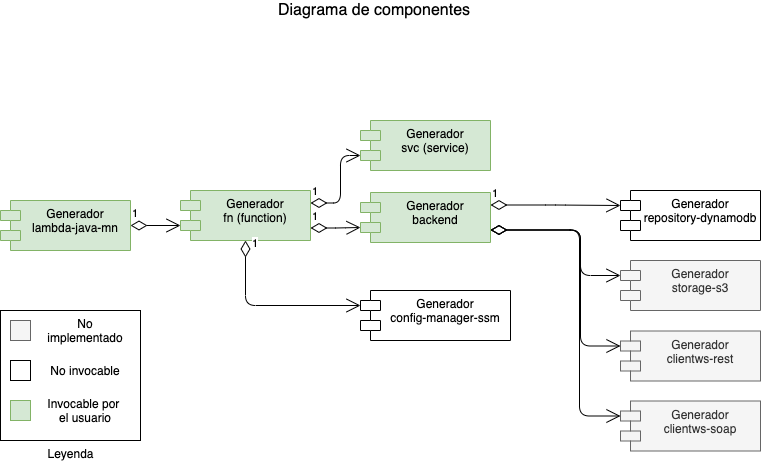 Diagrama de componentes
Generador
svc (service)
1
Generador
lambda-java-mn
1
Generador
fn (function)
1
1
Generador
backend
1
Generador
repository-dynamodb
Generador
storage-s3
Generador
config-manager-ssm
Generador
clientws-rest
Generador
clientws-soap
No
implementado
No invocable
Invocable por
el usuario
Leyenda